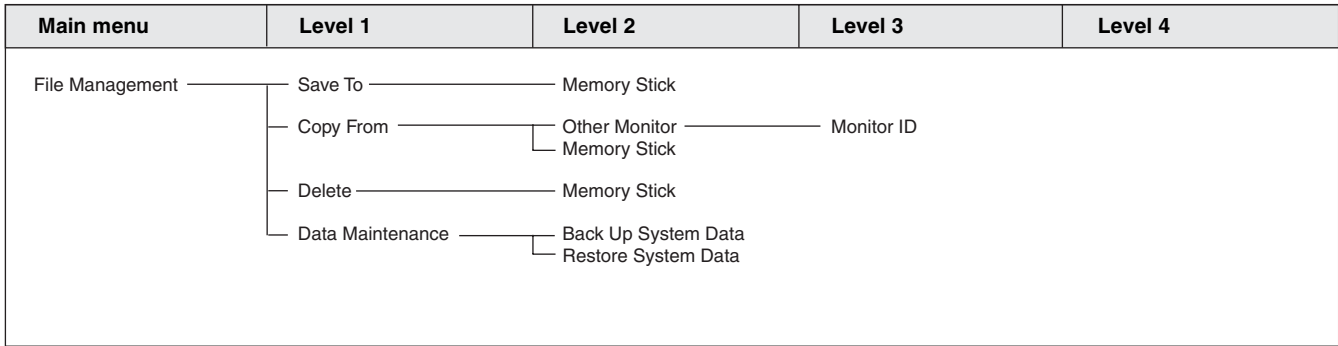 Main menu Level 1 Level 2 Level 3 Level 4
File Management Save To Memory Stick
Copy From Other Monitor Monitor ID
Memory Stick
Delete Memory Stick
Data Maintenance Back Up System Data
Restore System Data